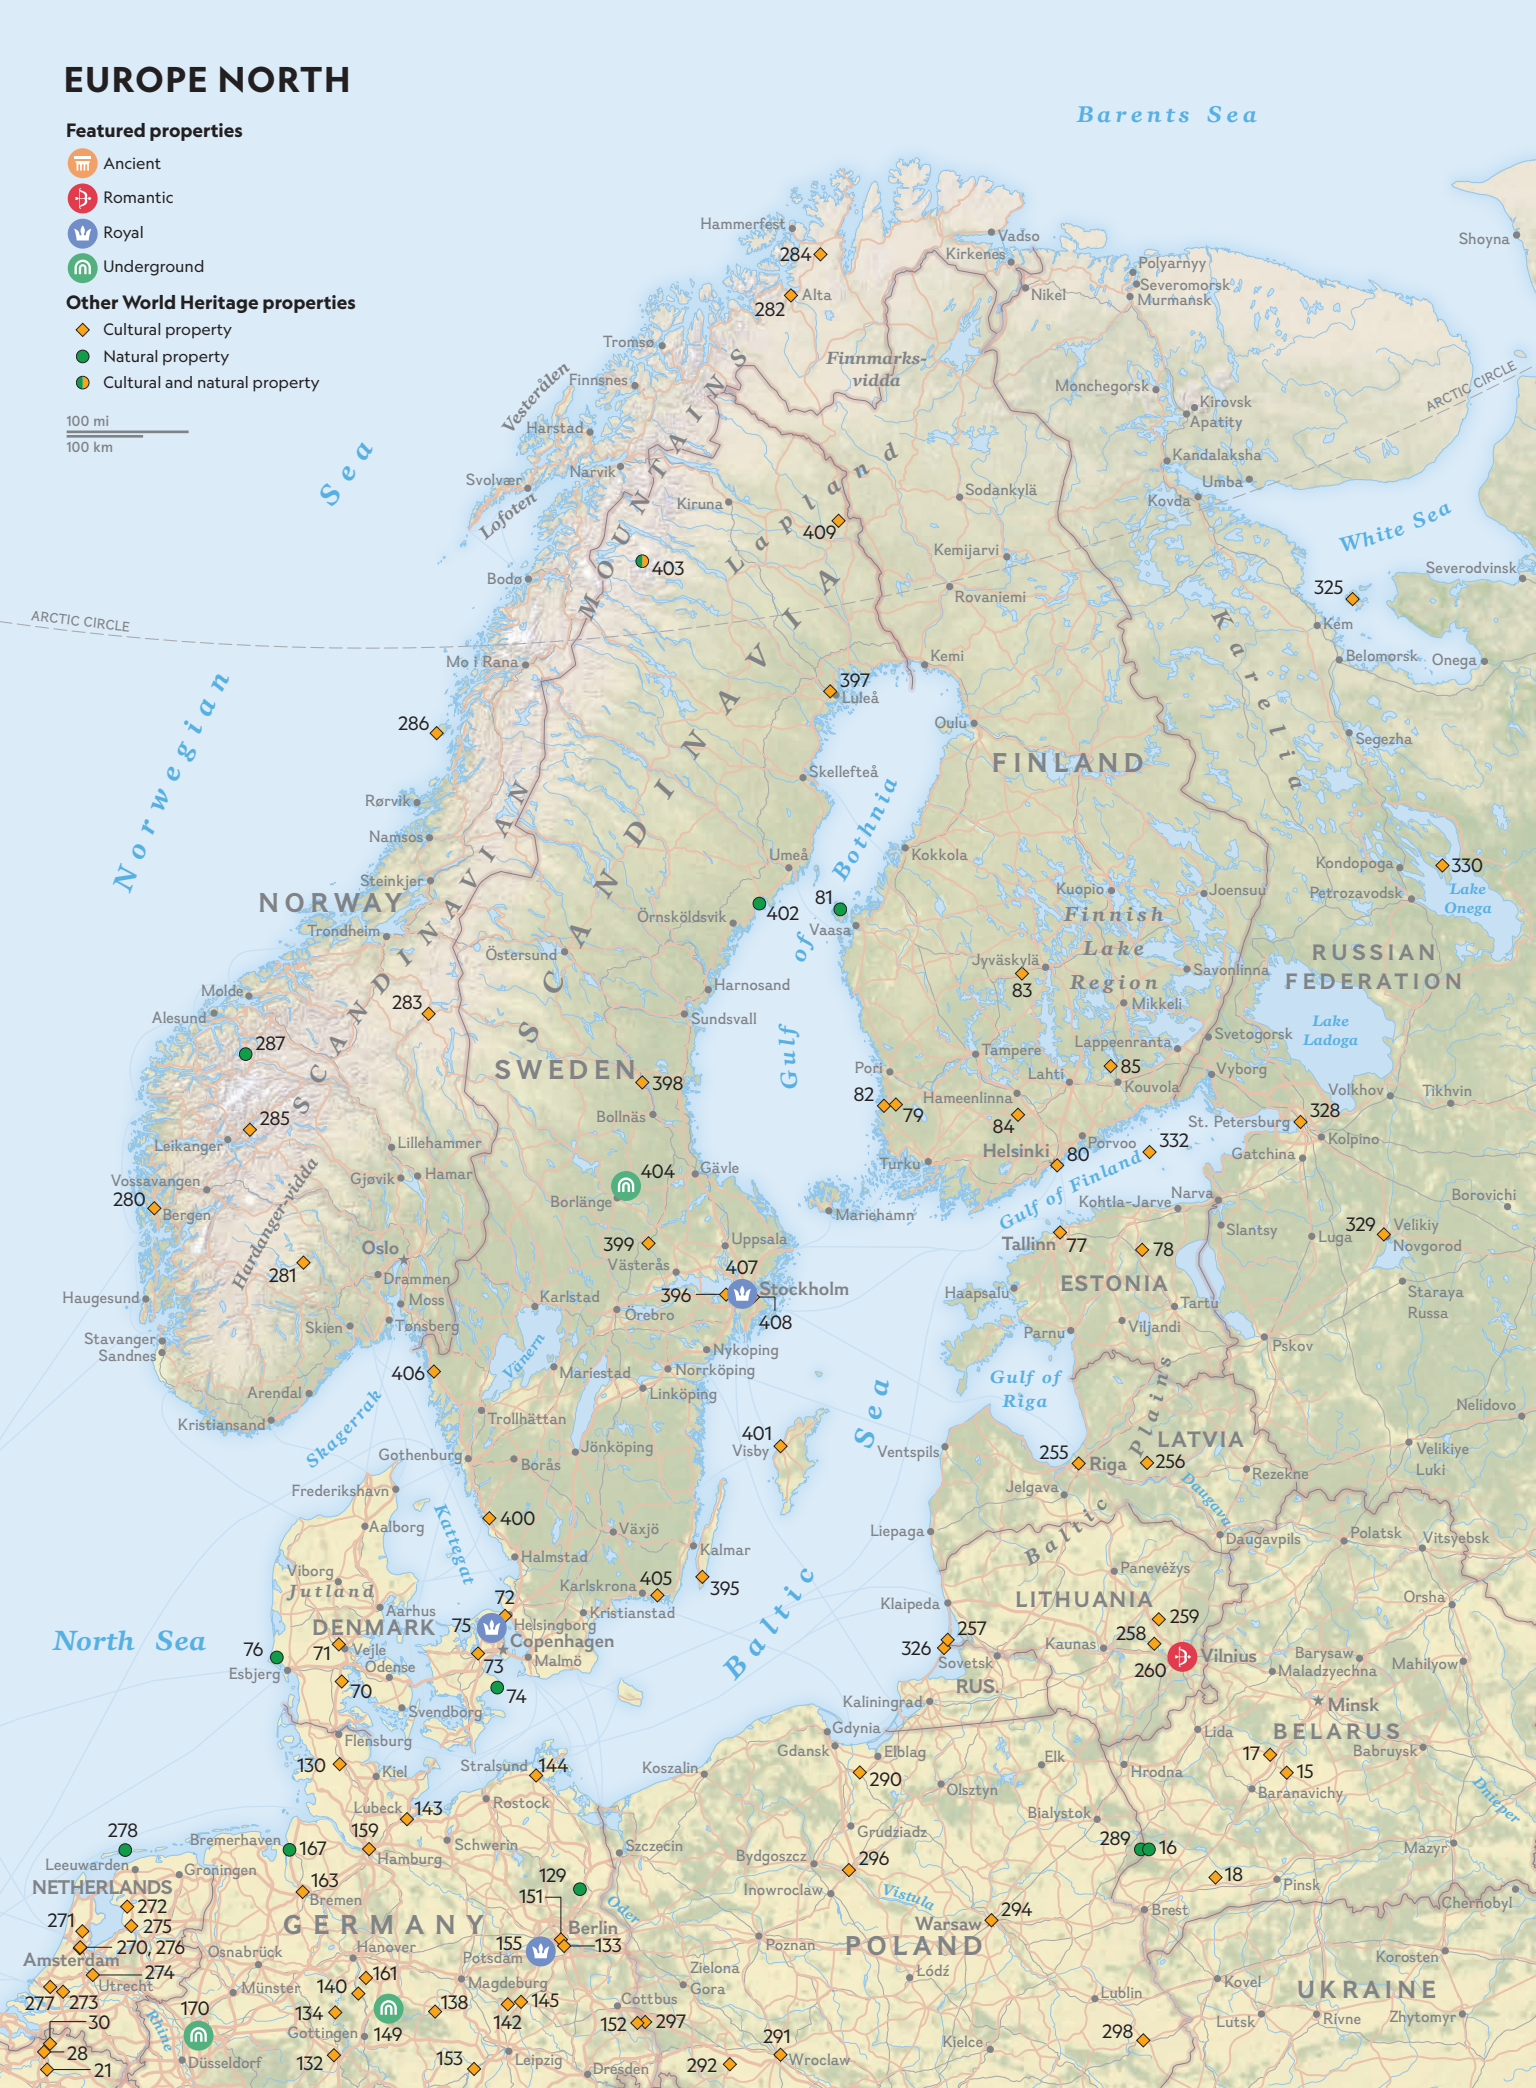 EUROPE NORTH
Featured properties
Ancient
Romantic
Royal
Underground
Other World Heritage properties
Cultural property
Natural property
Cultural and natural property
100 mi
100 km
Barents Sea
Hammerfest
284
Vadsø
Kirkenes
Shoyna
Polyarnyy
Severomorsk
Murmansk
Nikel
282
Alta
Tromsø
Finnmarks-
vidda
Vesterålen
Finnsnes
Monchegorsk
ARCTIC CIRCLE
Kirovsk
Apatity
Harstad
Narvik
Kandalaksha
Umba
Kovda
Svolvær
Lofoten
Kiruna
Sodankylä
Lapland
409
White Sea
403
Kemijarvi
Severodvinsk
Bodø
Rovaniemi
325
Kem
ARCTIC CIRCLE
Karelia
Belomorsk
Onega
Mo i Rana
Kemi
397
Luleå
Norwegian Sea
286
Oulu
FINLAND
Segezha
Skellefteå
Rørvik
Namsos
SCANDINAVIAN MOUNTAINS
SCANDINAVIA
Gulf of Bothnia
Umeå
Kokkola
Kondopoga
330
Petrozavodsk
Lake
Onega
Steinkjer
NORWAY
Trondheim
Kuopio
Joensuu
402
81
Örnsköldsvik
Vaasa
Finnish
Lake
Region
Östersund
Jyväskylä
83
Savonlinna
RUSSIAN
FEDERATION
Mikkeli
Harnosand
Molde
Alesund
283
Sundsvall
Lake
Ladoga
287
Svetogorsk
Lappeenranta
Tampere
SWEDEN
398
Pori
Lahti
85
Kouvola
Vyborg
Volkhov
Tikhvin
82
79
Hameenlinna
84
Bollnäs
285
Leikanger
Lillehammer
St. Petersburg
328
Kolpino
Helsinki
Porvoo
332
80
Gatchina
Turku
Gulf of Finland
Vossavangen
Gjøvik
Hamar
404
Gävle
Borlänge
280
Bergen
Hardanger-vidda
Mariehamn
Kohtla-Jarve
Narva
Borovichi
Slantsy
Luga
329
Velikiy
Novgorod
Oslo
399
Uppsala
Tallinn
77
78
281
Drammen
Västerås
407
396
Stockholm
408
ESTONIA
Haugesund
Moss
Karlstad
Örebro
Haapsalu
Tartu
Staraya
Russa
Skien
Tønsberg
Stavanger
Sandnes
Viljandi
Parnu
Pskov
Vänern
Nykoping
Norrköping
Mariestad
406
Linköping
Gulf of
Riga
Arendal
Kristiansand
Skagerrak
Trollhättan
Nelidovo
Baltic Sea
Baltic Plains
401
Visby
Ventspils
LATVIA
Velikiye
Luki
Gothenburg
Borås
Jönköping
255
Riga
256
Rezekne
Jelgava
Daugava
Frederikshavn
Kattegat
400
Aalborg
Växjö
Liepaga
Daugavpils
Polatsk
Vitsyebsk
Kalmar
Halmstad
Viborg
Jutland
Panevėžys
Karlskrona
405
395
LITHUANIA
Orsha
72
Aarhus
Kristianstad
Helsingborg
Klaipeda
259
DENMARK
75
North Sea
76
71
Vejle
Copenhagen
257
326
258
Kaunas
260
Vilnius
Barysaw
Maladzyechna
Mahilyow
Esbjerg
Odense
73
Malmö
Sovetsk
RUS.
70
74
Svendborg
Kaliningrad
Minsk
Flensburg
Gdynia
Gdansk
Elblag
Lida
BELARUS
Babruysk
130
Kiel
Stralsund
144
Koszalin
290
Elk
Olsztyn
Hrodna
17
15
Baranavichy
Dnieper
Rostock
Lubeck
143
159
278
Bremerhaven
167
Hamburg
Schwerin
Szczecin
Grudziadz
Bialystok
289
16
Mazyr
Leeuwarden
Groningen
NETHERLANDS
Bydgoszcz
296
129
163
Bremen
Inowroclaw
Vistula
18
Pinsk
Chernobyl
272
151
Oder
271
275
GERMANY
Berlin
Warsaw
294
Brest
270, 276
Hanover
155
133
Amsterdam
Osnabrück
Potsdam
Poznan
POLAND
Korosten
274
Utrecht
161
Magdeburg
Zielona
Gora
Łódź
Kovel
UKRAINE
Münster
140
277
273
170
134
138
145
Cottbus
Lublin
30
Rhine
142
Lutsk
Rivne
Zhytomyr
Gottingen
149
152
297
298
28
291
Kielce
21
Düsseldorf
132
153
Leipzig
Dresden
292
Wroclaw